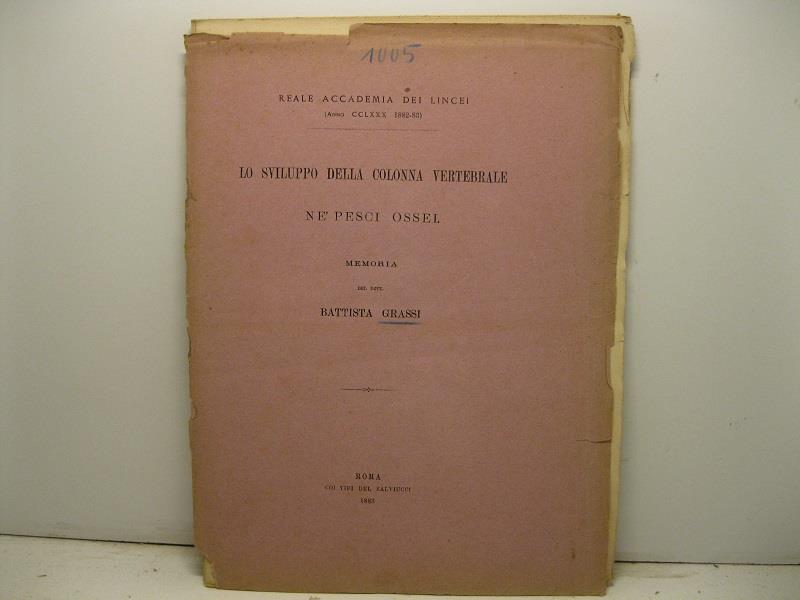 1005
REALE ACCADEMIA DEI LINCEI
(ANNO CCLXXX 1882-83)
LO SVILUPPO DELLA COLONNA VERTEBRALE
NE' PESCI OSSEI.
MEMORIA
DEL DOTT.
BATTISTA GRASSI
ROMA
COI TIPI DEL SALVIUCCI
1883